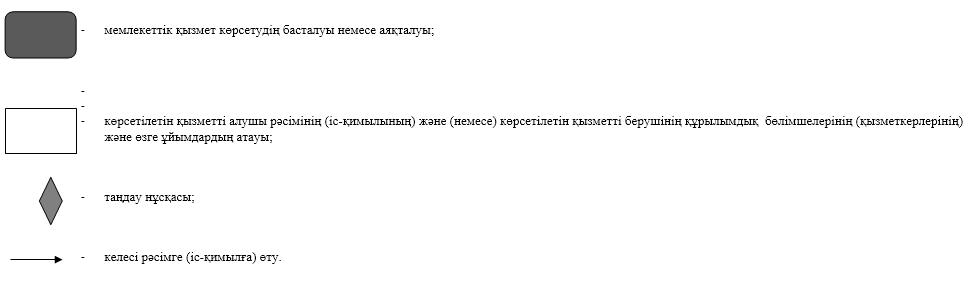 - мемлекеттік қызмет көрсетудің басталуы немесе аяқталуы;
-
-
- көрсетілетін қызметті алушы рәсімінің (іс-қимылының) және (немесе) көрсетілетін қызметті берушінің құрылымдық бөлімшелерінің (қызметкерлерінің)
және өзге ұйымдардың атауы;
- таңдау нұсқасы;
- келесі рәсімге (іс-қимылға) өту.